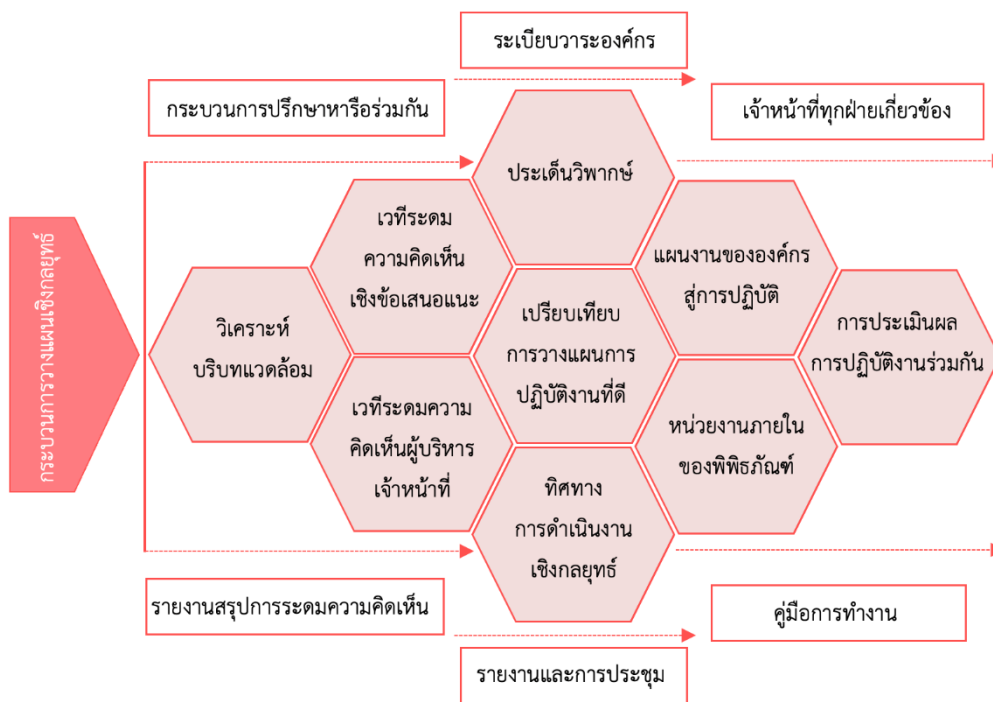 ระเบียบวาระองค์กร
กระบวนการปรึกษาหารือร่วมกัน
เจ้าหน้าที่ทุกฝ่ายเกี่ยวข้อง
กระบวนการวางแผนเชิงกลยุทธ์
วิเคราะห์
บริบทแวดล้อม
เวทีระดม
ความคิดเห็น
เชิงข้อเสนอแนะ
เวทีระดมความ
คิดเห็นผู้บริหาร
เจ้าหน้าที่
ประเด็นวิพากษ์
เปรียบเทียบ
การวางแผนการ
ปฏิบัติงานที่ดี
ทิศทาง
การดำเนินงาน
เชิงกลยุทธ์
แผนงานขององค์กร
สู่การปฏิบัติ
หน่วยงานภายใน
ของพิพิธภัณฑ์
การประเมินผล
การปฏิบัติงานร่วมกัน
รายงานสรุปการระดมความคิดเห็น
คู่มือการทำงาน
รายงานและการประชุม